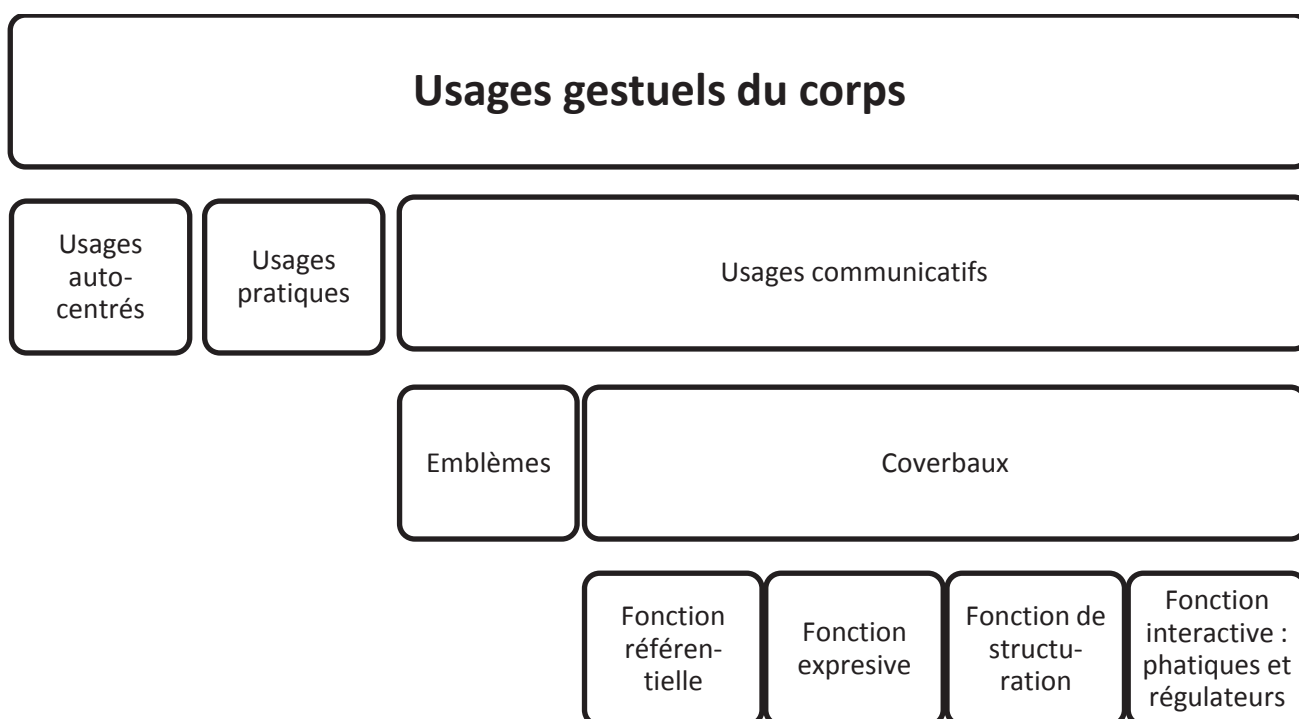 Usages gestuels du corps
Usages
auto-
centrés
Usages
pratiques
Usages communicatifs
Emblèmes
Coverbaux
Fonction
référen-
tielle
Fonction
expresive
Fonction de
structu-
ration
Fonction
interactive :
phatiques et
régulateurs